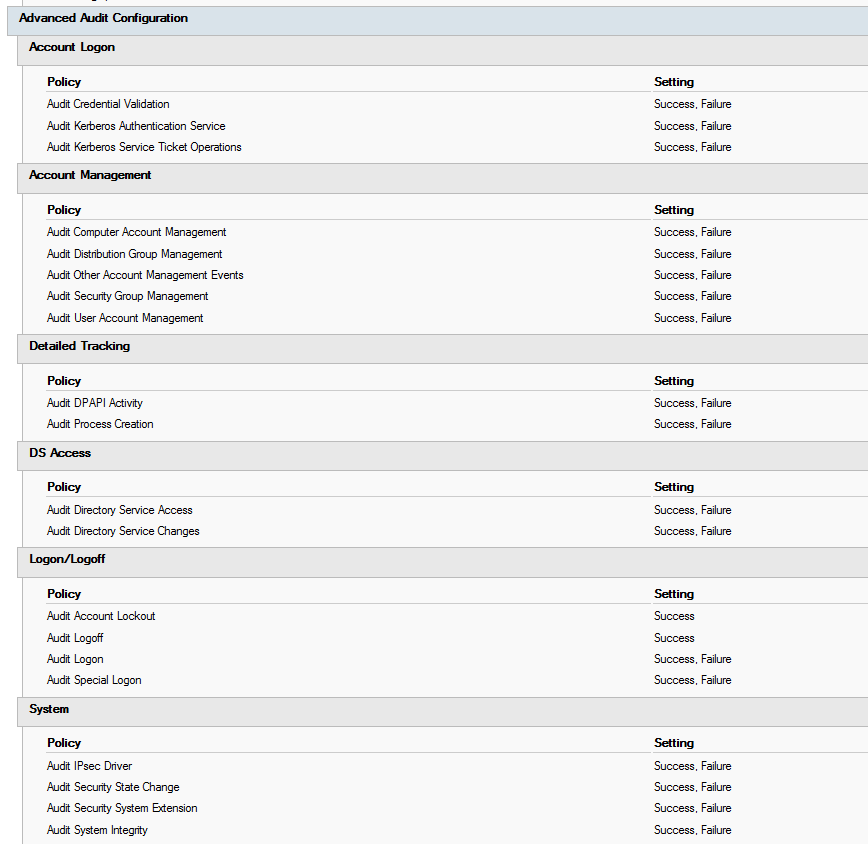 Advanced Audit Configuration
Account Logon
Policy Setting
Audit Credential Validation Success, Failure
Audit Kerberos Authentication Service Success, Failure
Audit Kerberos Service Ticket Operations Success, Failure
Account Management
Policy Setting
Audit Computer Account Management Success, Failure
Audit Distribution Group Management Success, Failure
Audit Other Account Management Events Success, Failure
Audit Security Group Management Success, Failure
Audit User Account Management Success, Failure
Detailed Tracking
Policy Setting
Audit DPAPI Activity Success, Failure
Audit Process Creation Success, Failure
DS Access
Policy Setting
Audit Directory Service Access Success, Failure
Audit Directory Service Changes Success, Failure
Logon/Logoff
Policy Setting
Audit Account Lockout Success
Audit Logoff Success
Audit Logon Success, Failure
Audit Special Logon Success, Failure
System
Policy Setting
Audit IPsec Driver Success, Failure
Audit Security State Change Success, Failure
Audit Security System Extension Success, Failure
Audit System Integrity Success, Failure